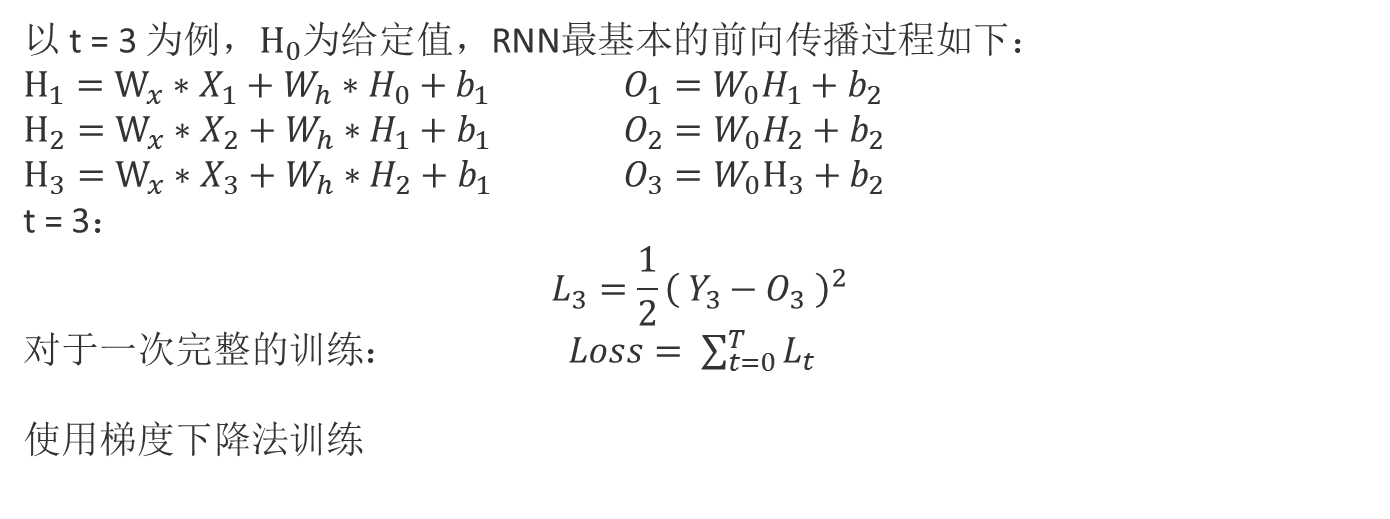 以 t = 3 为例，H₀为给定值，RNN最基本的前向传播过程如下：
H₁ = Wₓ ∗ X₁ + Wₕ ∗ H₀ + b₁  O₁ = W₀H₁ + b₂
H₂ = Wₓ ∗ X₂ + Wₕ ∗ H₁ + b₁  O₂ = W₀H₂ + b₂
H₃ = Wₓ ∗ X₃ + Wₕ ∗ H₂ + b₁  O₃ = W₀H₃ + b₂
t = 3：
L₃ = 1/2 ( Y₃ − O₃ )²
对于一次完整的训练： Loss = ∑ᵀₜ₌₀ Lₜ
使用梯度下降法训练